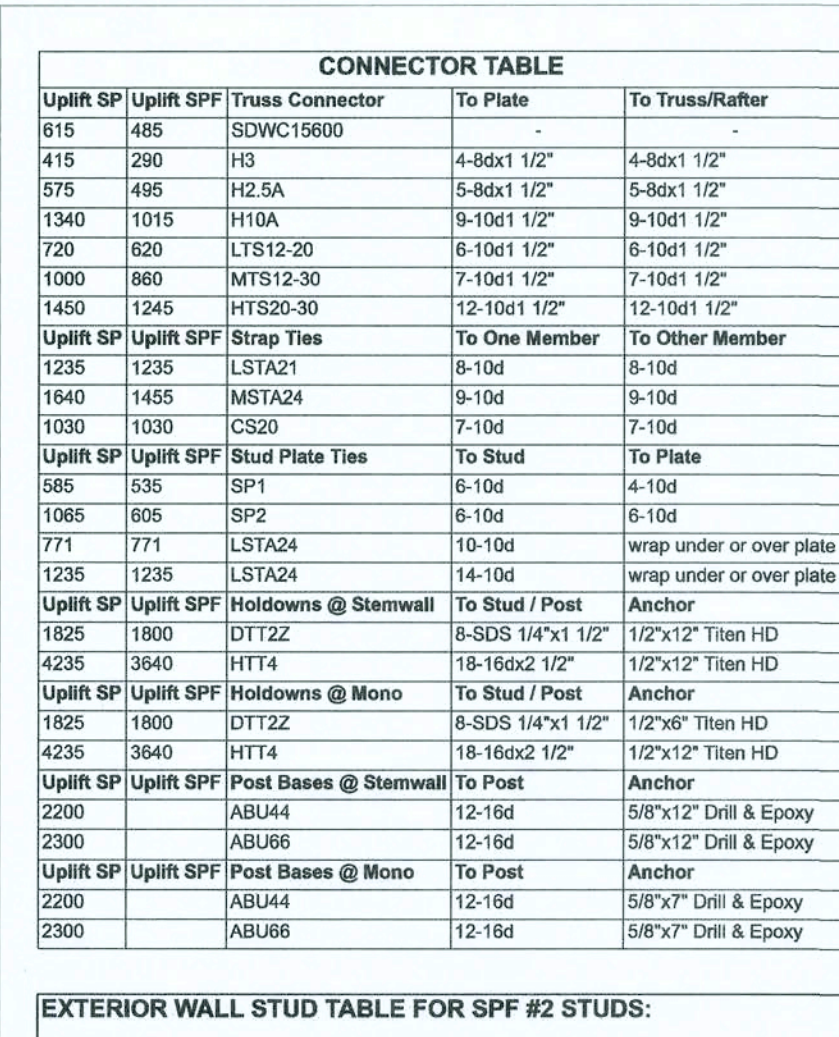 CONNECTOR TABLE
Uplift SP Uplift SPF Truss Connector To Plate To Truss/Rafter
615 485 SDWC15600 - -
415 290 H3 4-8dx1 1/2" 4-8dx1 1/2"
575 495 H2.5A 5-8dx1 1/2" 5-8dx1 1/2"
1340 1015 H10A 9-10d1 1/2" 9-10d1 1/2"
720 620 LTS12-20 6-10d1 1/2" 6-10d1 1/2"
1000 860 MTS12-30 7-10d1 1/2" 7-10d1 1/2"
1450 1245 HTS20-30 12-10d1 1/2" 12-10d1 1/2"
Uplift SP Uplift SPF Strap Ties To One Member To Other Member
1235 1235 LSTA21 8-10d 8-10d
1640 1455 MSTA24 9-10d 9-10d
1030 1030 CS20 7-10d 7-10d
Uplift SP Uplift SPF Stud Plate Ties To Stud To Plate
585 535 SP1 6-10d 4-10d
1065 605 SP2 6-10d 6-10d
771 771 LSTA24 10-10d wrap under or over plate
1235 1235 LSTA24 14-10d wrap under or over plate
Uplift SP Uplift SPF Holdowns @ Stemwall To Stud / Post Anchor
1825 1800 DTT2Z 8-SDS 1/4"x1 1/2" 1/2"x12" Titen HD
4235 3640 HTT4 18-16dx2 1/2" 1/2"x12" Titen HD
Uplift SP Uplift SPF Holdowns @ Mono To Stud / Post Anchor
1825 1800 DTT2Z 8-SDS 1/4"x1 1/2" 1/2"x6" Titen HD
4235 3640 HTT4 18-16dx2 1/2" 1/2"x12" Titen HD
Uplift SP Uplift SPF Post Bases @ Stemwall To Post Anchor
2200 ABU44 12-16d 5/8"x12" Drill & Epoxy
2300 ABU66 12-16d 5/8"x12" Drill & Epoxy
Uplift SP Uplift SPF Post Bases @ Mono To Post Anchor
2200 ABU44 12-16d 5/8"x7" Drill & Epoxy
2300 ABU66 12-16d 5/8"x7" Drill & Epoxy
EXTERIOR WALL STUD TABLE FOR SPF #2 STUDS: